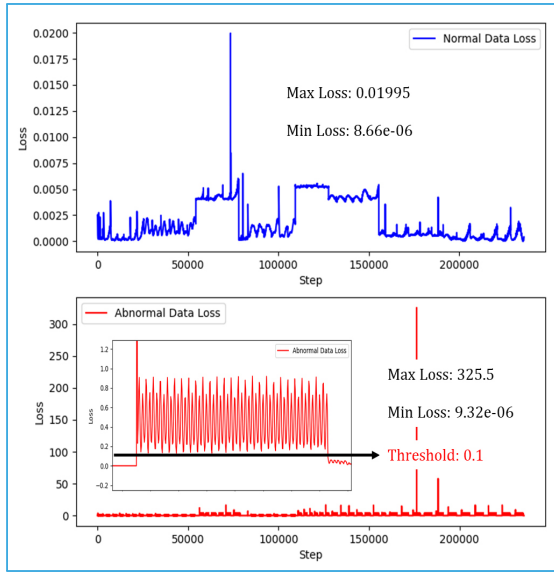 0.0200
Normal Data Loss
0.0175
0.0150
Max Loss: 0.01995
0.0125
Min Loss: 8.66e-06
0.0100
Loss
0.0075
0.0050
0.0025
0.0000
0 50000 100000 150000 200000
Step
Abnormal Data Loss
300
250
200
150
100
50
0
Loss
Abnormal Data Loss
1.2
1.0
0.8
0.6
0.4
0.2
0.0
-0.2
Loss
Max Loss: 325.5
Min Loss: 9.32e-06
Threshold: 0.1
0 50000 100000 150000 200000
Step